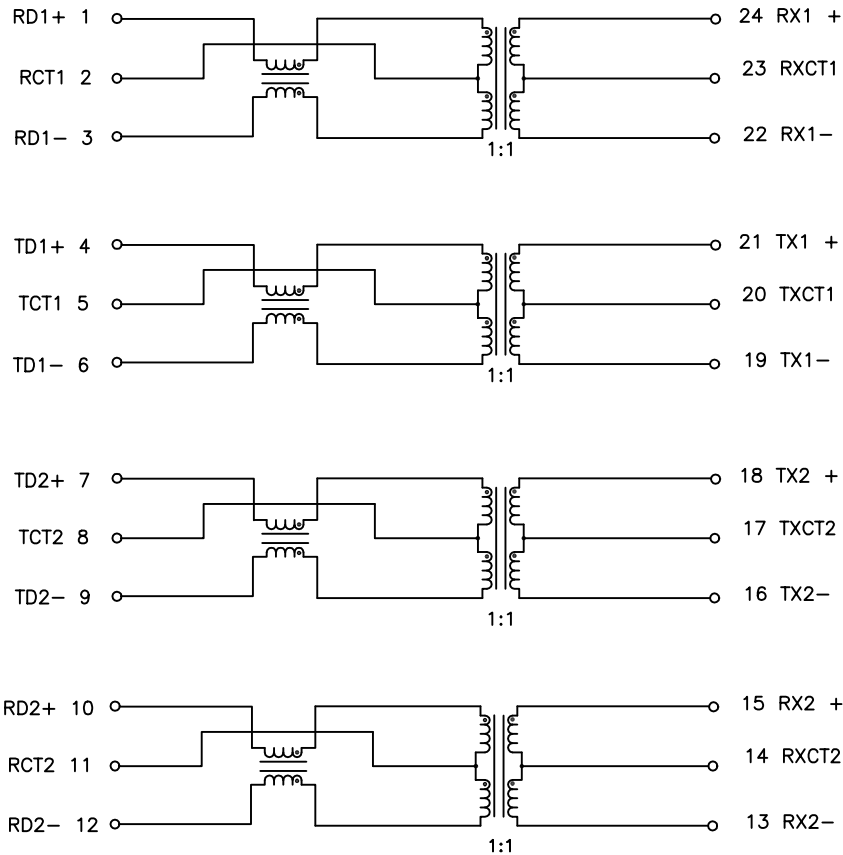 RD1+ 1
24 RX1 +
RCT1 2
23 RXCT1
RD1− 3
22 RX1−
1:1
TD1+ 4
21 TX1 +
TCT1 5
20 TXCT1
TD1− 6
19 TX1−
1:1
TD2+ 7
18 TX2 +
TCT2 8
17 TXCT2
TD2− 9
16 TX2−
1:1
RD2+ 10
15 RX2 +
RCT2 11
14 RXCT2
RD2− 12
13 RX2−
1:1